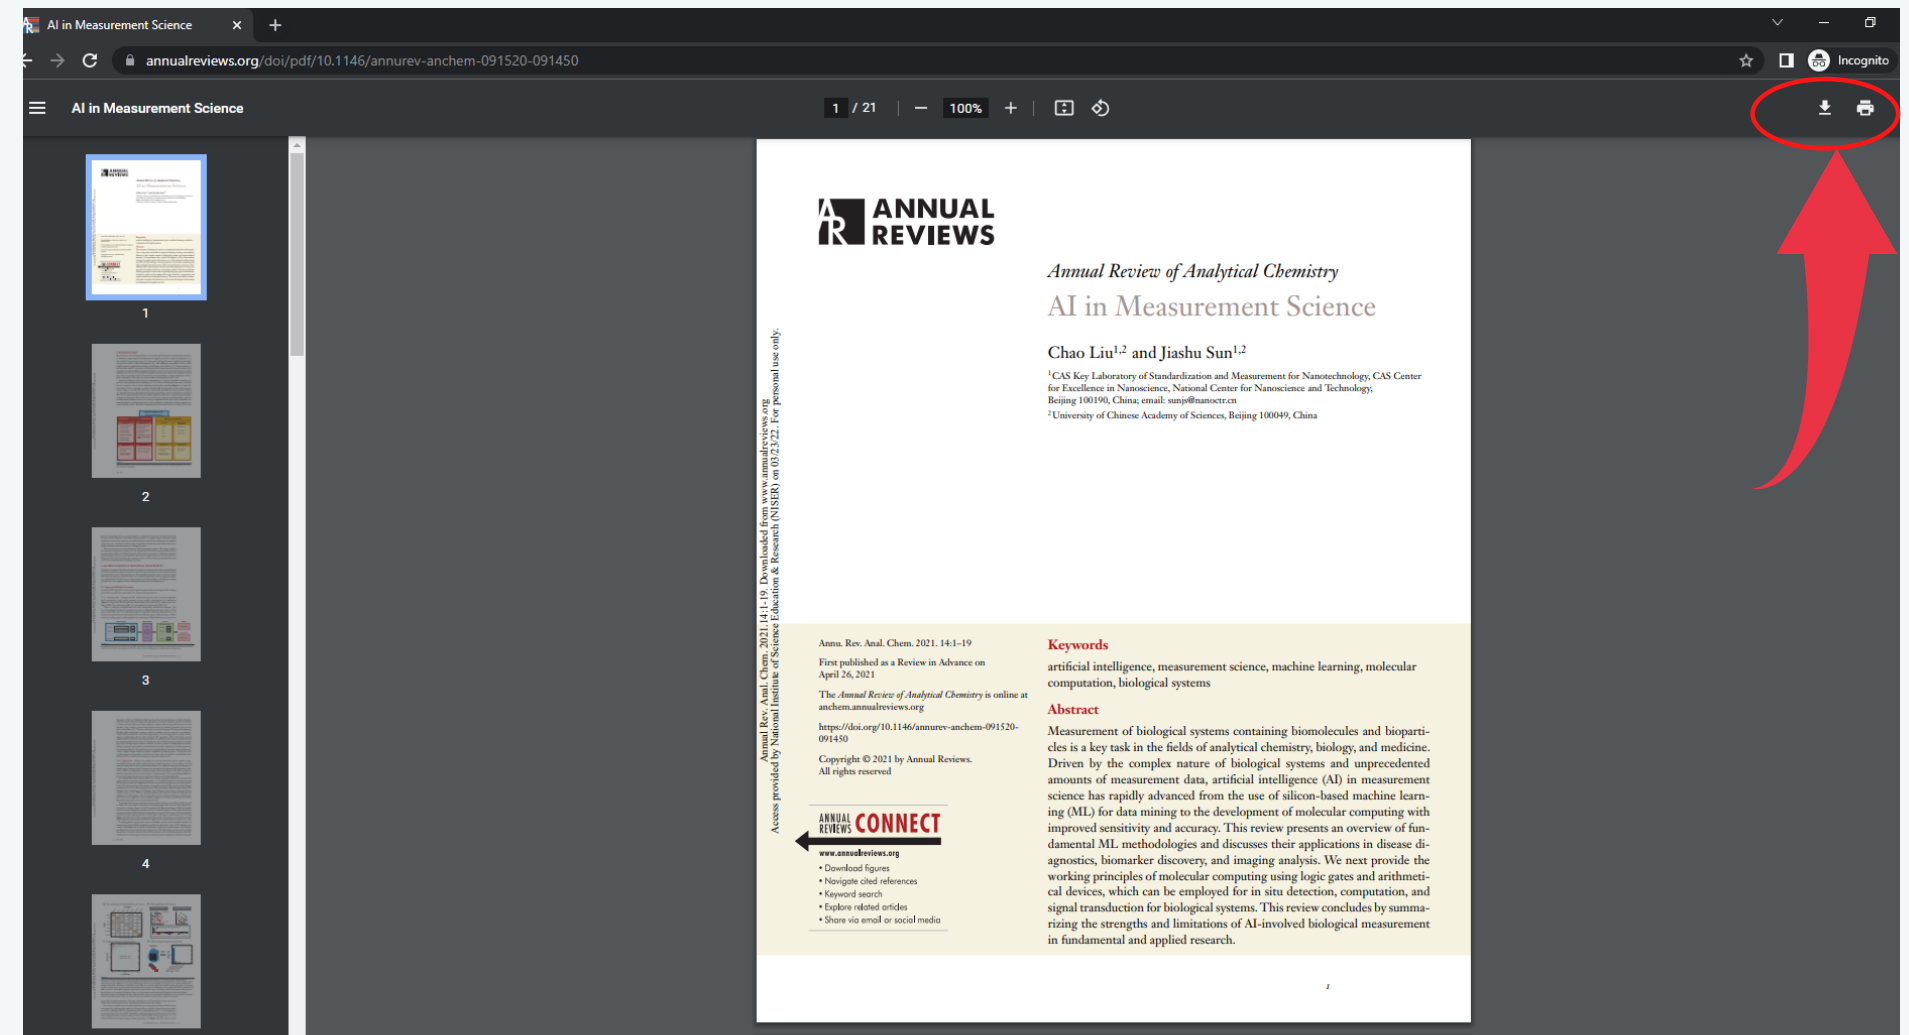 AI in Measurement Science
annualreviews.org/doi/pdf/10.1146/annurev-anchem-091520-091450
Incognito
AI in Measurement Science
1 / 21
100%
1
2
3
4
ANNUAL
REVIEWS
Annual Review of Analytical Chemistry
AI in Measurement Science
Chao Liu1,2 and Jiashu Sun1,2
1CAS Key Laboratory of Standardization and Measurement for Nanotechnology, CAS Center
for Excellence in Nanoscience, National Center for Nanoscience and Technology,
Beijing 100190, China; email: sunjs@nanoctr.cn
2University of Chinese Academy of Sciences, Beijing 100049, China
Annual Rev. Anal. Chem. 2021.14:1-19. Downloaded from www.annualreviews.org
Access provided by National Institute of Science Education & Research (NISER) on 03/23/22. For personal use only.
Annu. Rev. Anal. Chem. 2021. 14:1–19
First published as a Review in Advance on
April 26, 2021
The Annual Review of Analytical Chemistry is online at
anchem.annualreviews.org
https://doi.org/10.1146/annurev-anchem-091520-
091450
Copyright © 2021 by Annual Reviews.
All rights reserved
ANNUAL
REVIEWS CONNECT
www.annualreviews.org
• Download figures
• Navigate cited references
• Keyword search
• Explore related articles
• Share via email or social media
Keywords
artificial intelligence, measurement science, machine learning, molecular
computation, biological systems
Abstract
Measurement of biological systems containing biomolecules and bioparti-
cles is a key task in the fields of analytical chemistry, biology, and medicine.
Driven by the complex nature of biological systems and unprecedented
amounts of measurement data, artificial intelligence (AI) in measurement
science has rapidly advanced from the use of silicon-based machine learn-
ing (ML) for data mining to the development of molecular computing with
improved sensitivity and accuracy. This review presents an overview of fun-
damental ML methodologies and discusses their applications in disease di-
agnostics, biomarker discovery, and imaging analysis. We next provide the
working principles of molecular computing using logic gates and arithmeti-
cal devices, which can be employed for in situ detection, computation, and
signal transduction for biological systems. This review concludes by summa-
rizing the strengths and limitations of AI-involved biological measurement
in fundamental and applied research.
1